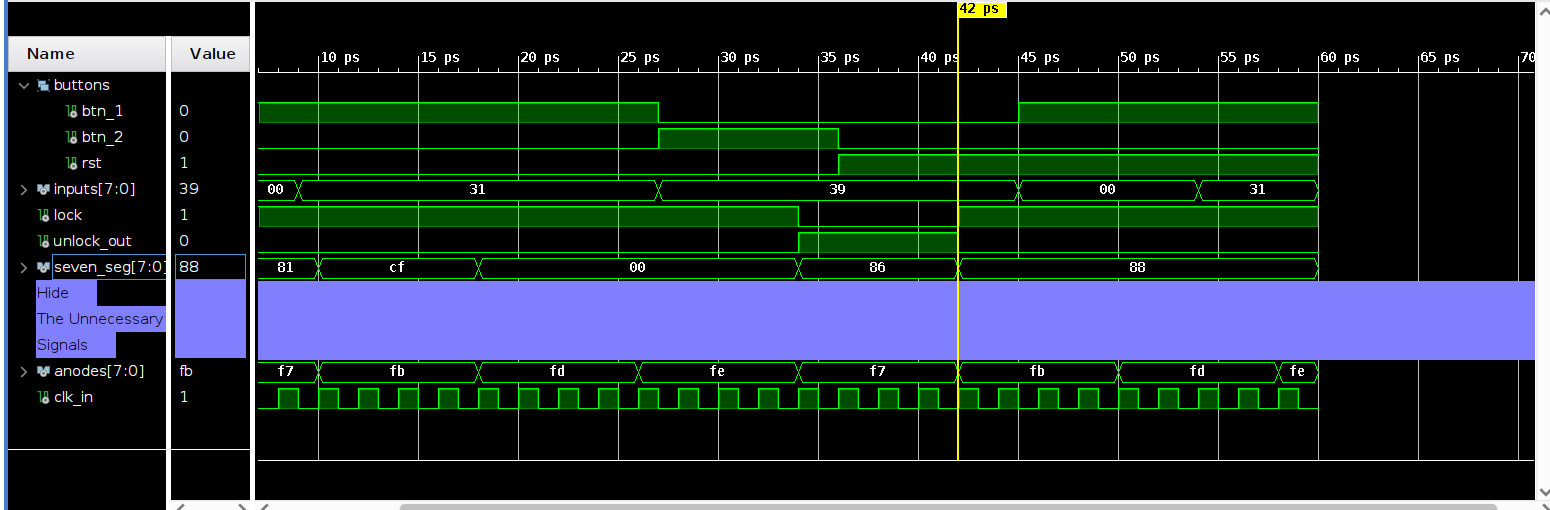 42 ps
Name Value
10 ps 15 ps 20 ps 25 ps 30 ps 35 ps 40 ps 45 ps 50 ps 55 ps 60 ps 65 ps 70
buttons
btn_1 0
btn_2 0
rst 1
inputs[7:0] 39 00 31 39 00 31
lock 1
unlock_out 0
seven_seg[7:0] 88 81 cf 00 86 88
Hide
The Unnecessary
Signals
anodes[7:0] fb f7 fb fd fe f7 fb fd fe
clk_in 1